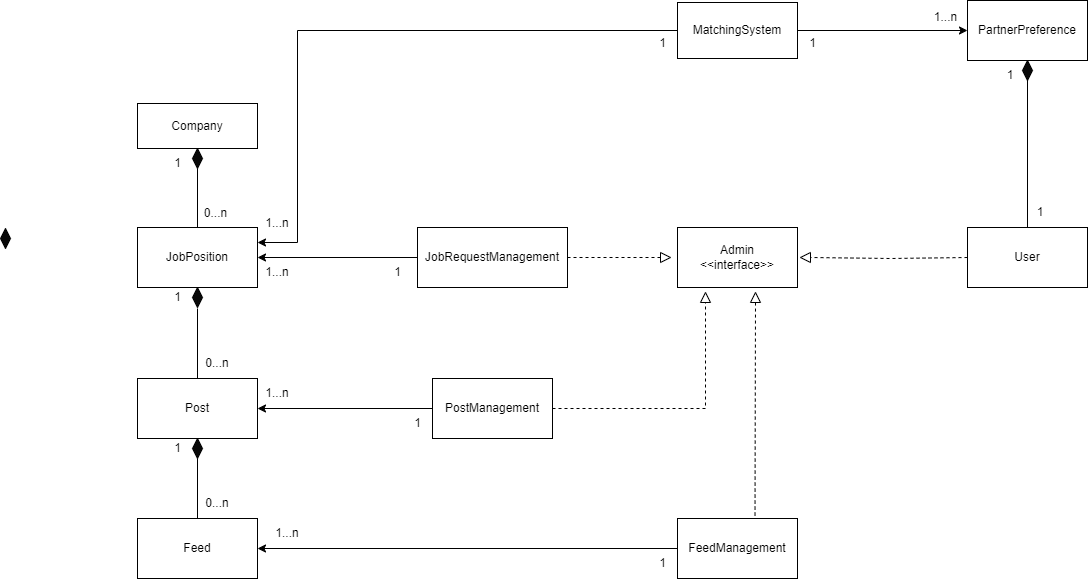 MatchingSystem
1...n
PartnerPreference
1
1
1
Company
1
0...n
1...n
1
JobPosition
JobRequestManagement
Admin
<<interface>>
User
1...n
1
1
0...n
1...n
Post
PostManagement
1
1
0...n
1...n
Feed
FeedManagement
1